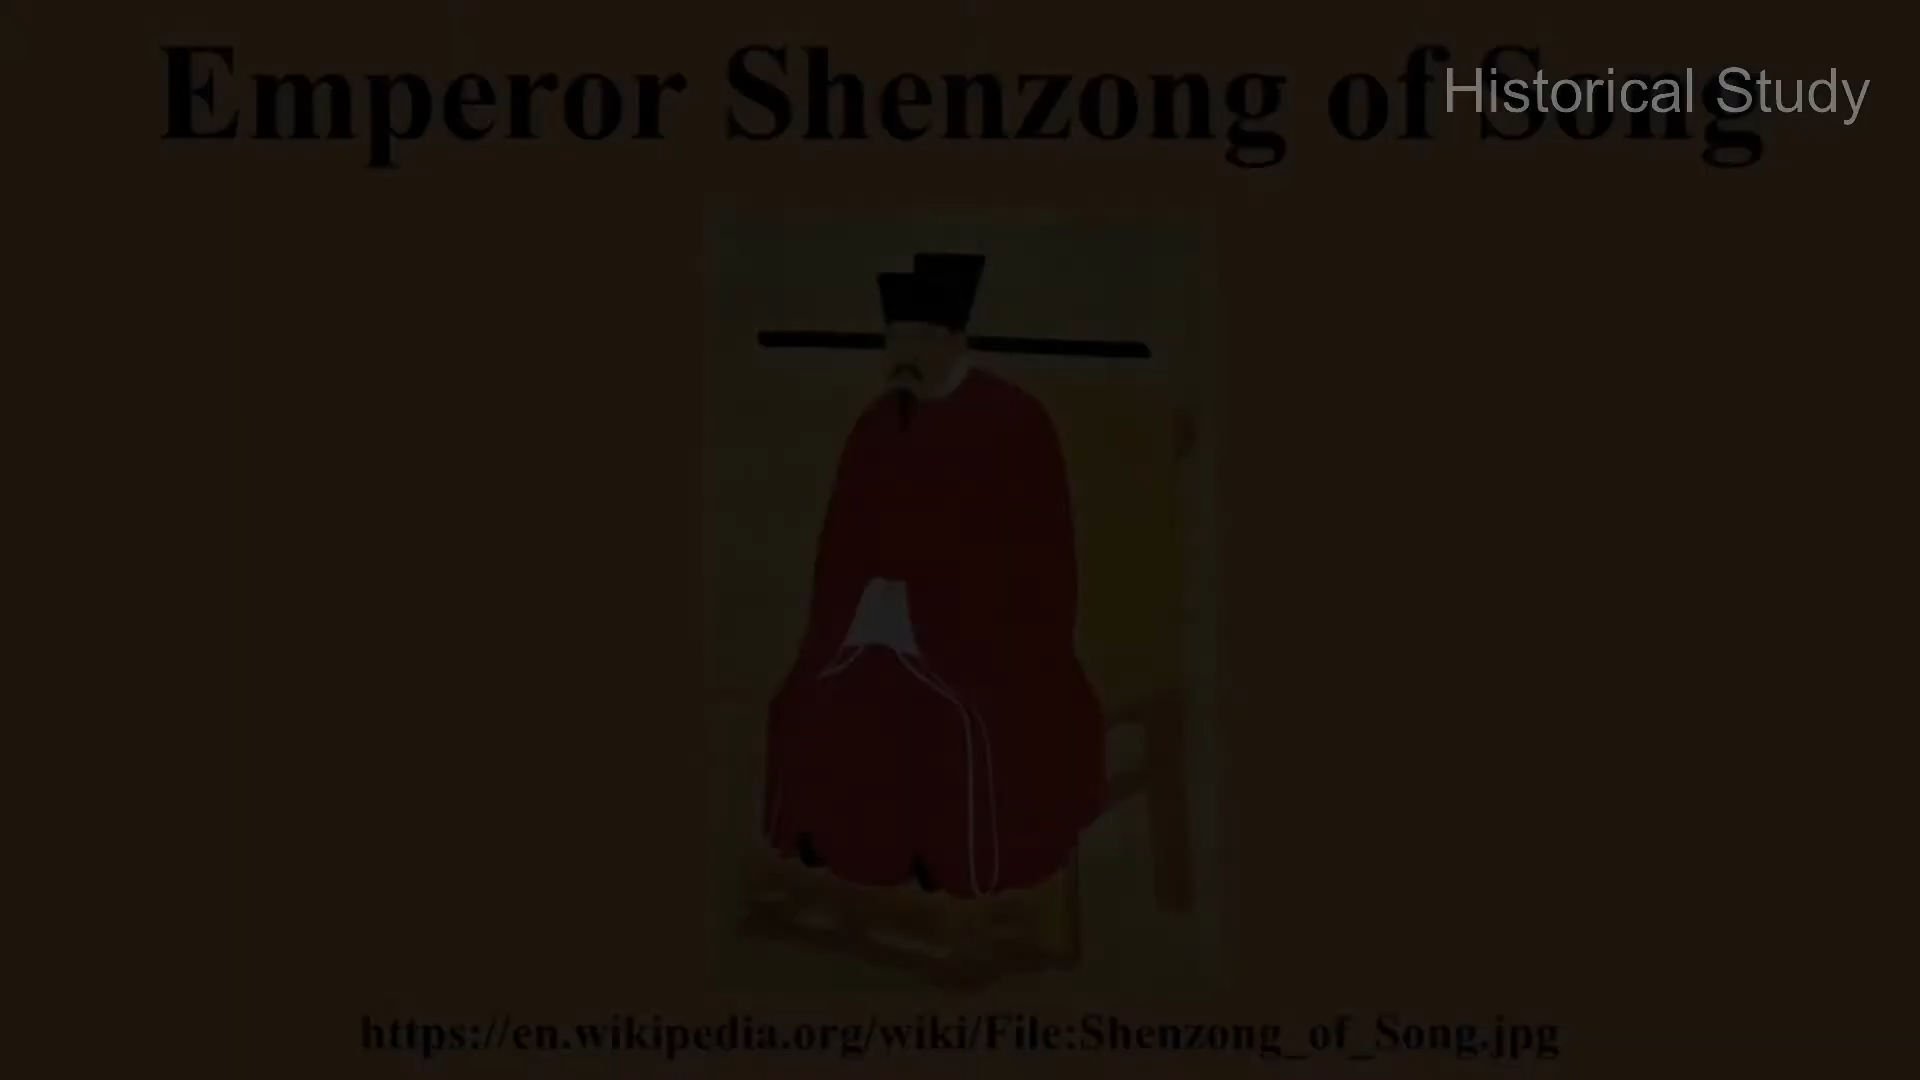 Emperor Shenzong of Song
Historical Study
https://en.wikipedia.org/wiki/File:Shenzong_of_Song.jpg